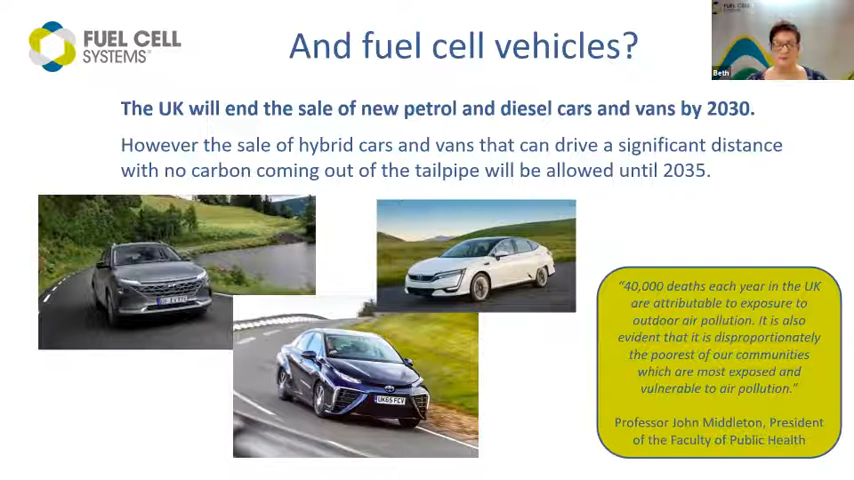 FUEL CELL
SYSTEMS
And fuel cell vehicles?
FUEL CELL
Beth
The UK will end the sale of new petrol and diesel cars and vans by 2030.
However the sale of hybrid cars and vans that can drive a significant distance
with no carbon coming out of the tailpipe will be allowed until 2035.
UK65 FCV
“40,000 deaths each year in the UK
are attributable to exposure to
outdoor air pollution. It is also
evident that it is disproportionately
the poorest of our communities
which are most exposed and
vulnerable to air pollution.”
Professor John Middleton, President
of the Faculty of Public Health